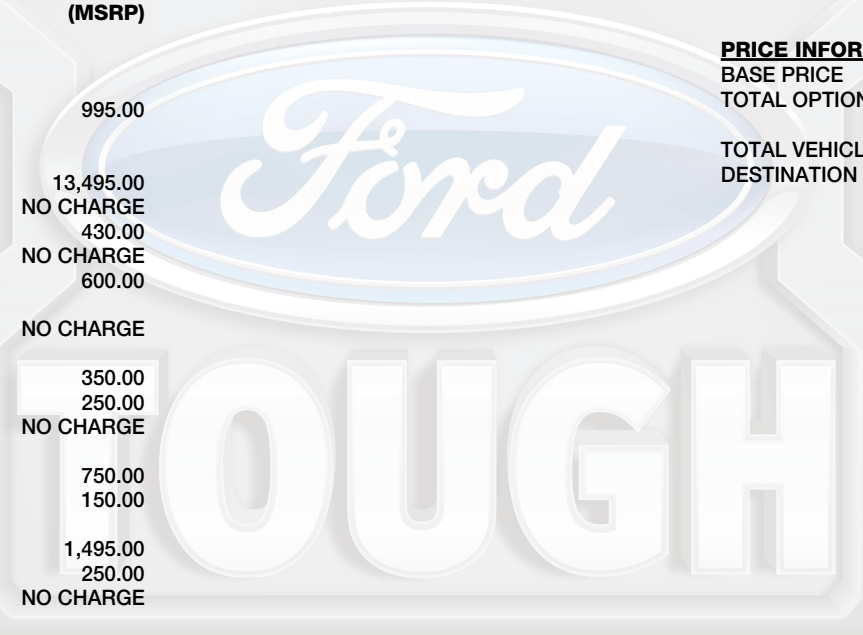 (MSRP)
995.00
13,495.00
NO CHARGE
430.00
NO CHARGE
600.00
NO CHARGE
350.00
250.00
NO CHARGE
750.00
150.00
1,495.00
250.00
NO CHARGE
PRICE INFOR
BASE PRICE
TOTAL OPTION
TOTAL VEHICL
DESTINATION
Ford
TOUGH